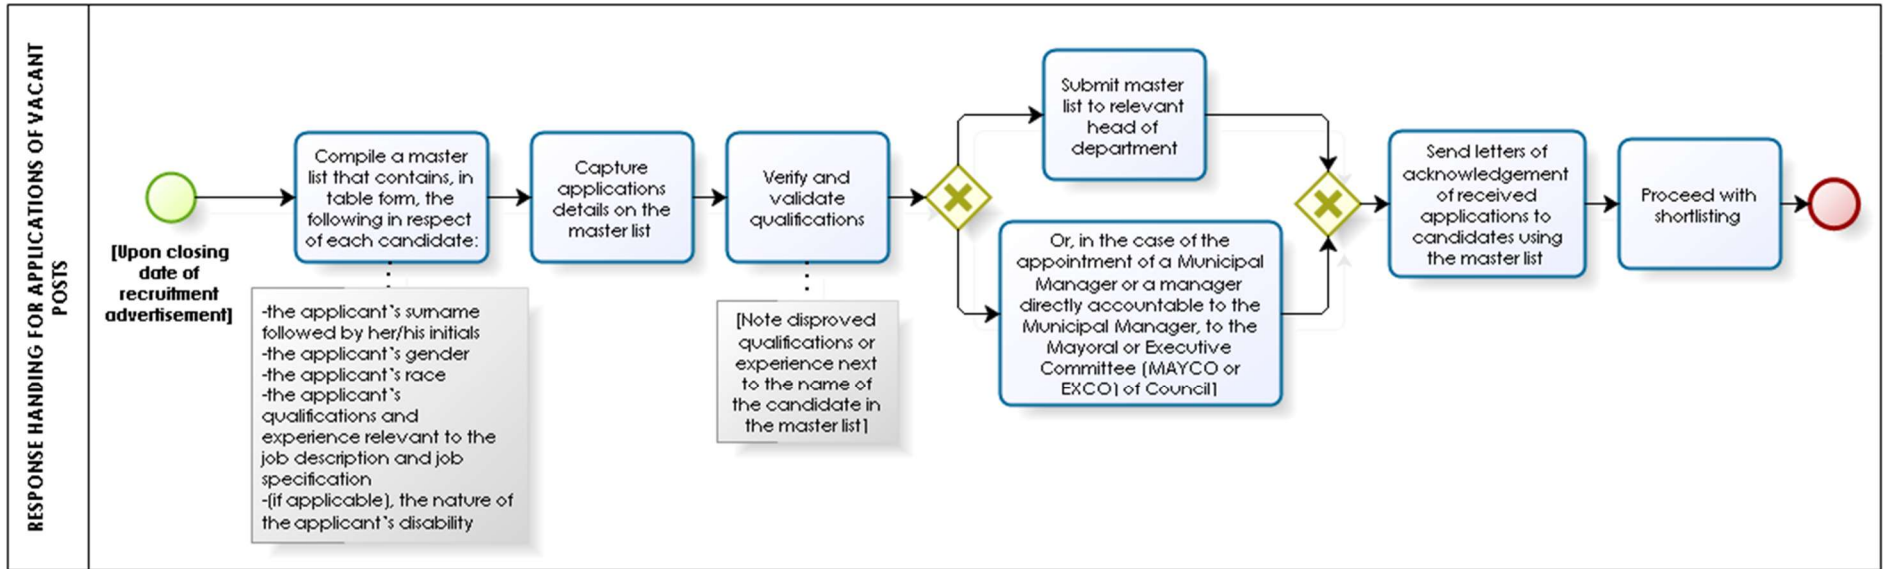 RESPONSE HANDING FOR APPLICATIONS OF VACANT
POSTS
[Upon closing
date of
recruitment
advertisement]
Compile a master
list that contains, in
table form, the
following in respect
of each candidate:
-the applicant`s surname
followed by her/his initials
-the applicant`s gender
-the applicant`s race
-the applicant`s
qualifications and
experience relevant to the
job description and job
specification
-(if applicable), the nature of
the applicant`s disability
Capture
applications
details on the
master list
Verify and
validate
qualifications
[Note disproved
qualifications or
experience next
to the name of
the candidate in
the master list]
Submit master
list to relevant
head of
department
Or, in the case of the
appointment of a Municipal
Manager or a manager
directly accountable to the
Municipal Manager, to the
Mayoral or Executive
Committee (MAYCO or
EXCO) of Council]
Send letters of
acknowledgement
of received
applications to
candidates using
the master list
Proceed with
shortlisting